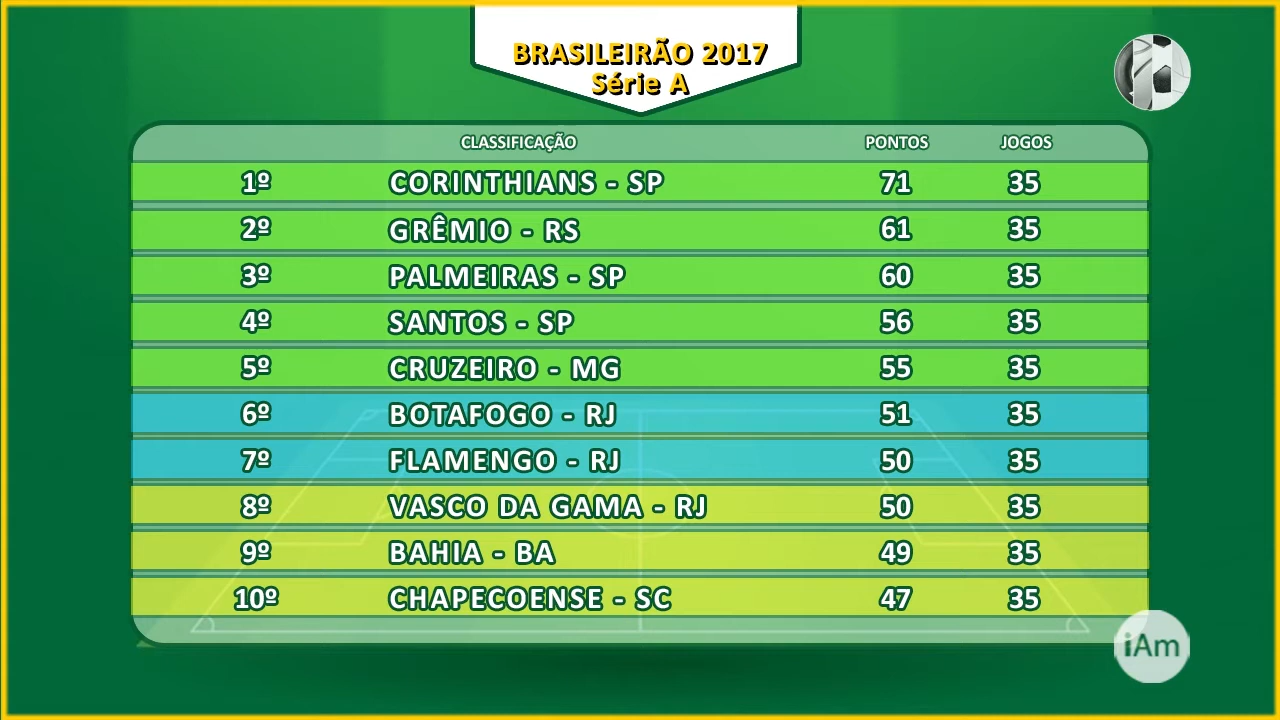 BRASILEIRÃO 2017
Série A
CLASSIFICAÇÃO PONTOS JOGOS
1º CORINTHIANS - SP 71 35
2º GRÊMIO - RS 61 35
3º PALMEIRAS - SP 60 35
4º SANTOS - SP 56 35
5º CRUZEIRO - MG 55 35
6º BOTAFOGO - RJ 51 35
7º FLAMENGO - RJ 50 35
8º VASCO DA GAMA - RJ 50 35
9º BAHIA - BA 49 35
10º CHAPECOENSE - SC 47 35
iAm